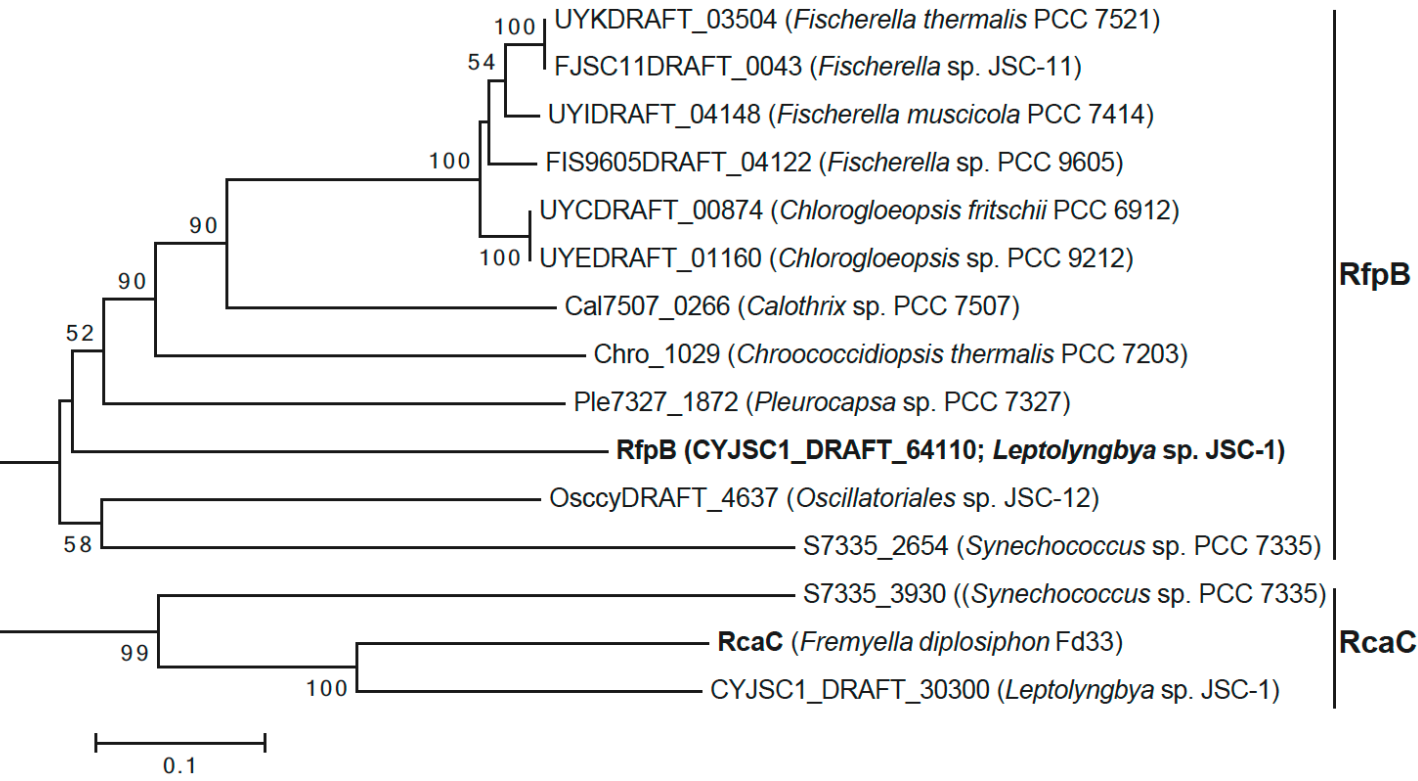 100
UYKDRAFT_03504 (Fischerella thermalis PCC 7521)
54
FJSC11DRAFT_0043 (Fischerella sp. JSC-11)
UYIDRAFT_04148 (Fischerella muscicola PCC 7414)
100
FIS9605DRAFT_04122 (Fischerella sp. PCC 9605)
UYCDRAFT_00874 (Chlorogloeopsis fritschii PCC 6912)
90
100
UYEDRAFT_01160 (Chlorogloeopsis sp. PCC 9212)
RfpB
90
Cal7507_0266 (Calothrix sp. PCC 7507)
52
Chro_1029 (Chroococcidiopsis thermalis PCC 7203)
Ple7327_1872 (Pleurocapsa sp. PCC 7327)
RfpB (CYJSC1_DRAFT_64110; Leptolyngbya sp. JSC-1)
OsccyDRAFT_4637 (Oscillatoriales sp. JSC-12)
58
S7335_2654 (Synechococcus sp. PCC 7335)
S7335_3930 ((Synechococcus sp. PCC 7335)
99
RcaC (Fremyella diplosiphon Fd33)
RcaC
100
CYJSC1_DRAFT_30300 (Leptolyngbya sp. JSC-1)
0.1